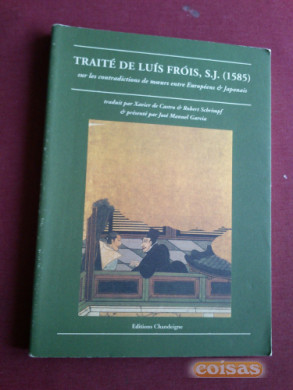 TRAITÉ DE LUÍS FRÓIS, S.J. (1585)
sur les contradictions de mœurs entre Européens & Japonais
traduit par Xavier de Castro & Robert Schrimpf
& présenté par José Manuel Garcia
Editions Chandeigne
coisas